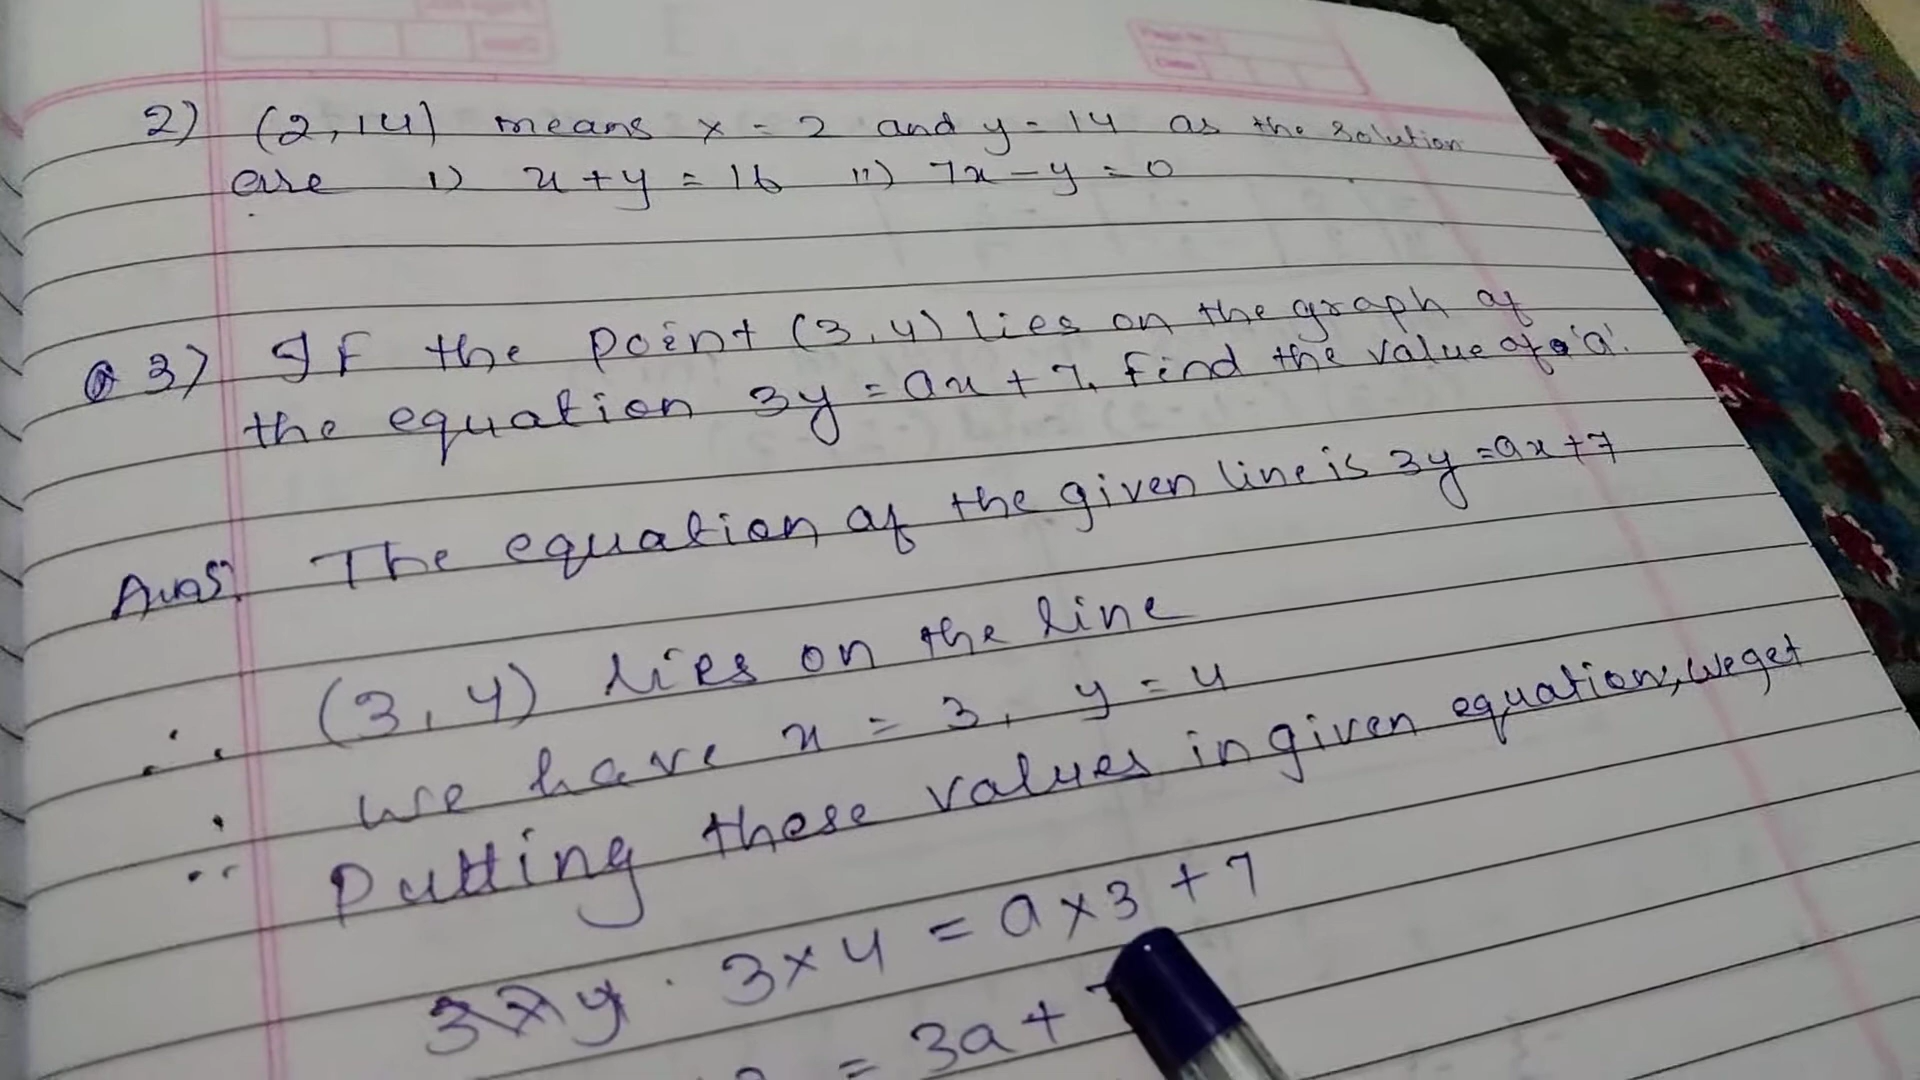 2) (2,14) means x = 2 and y = 14 as the solution
are i) x + y = 16 ii) 7x - y = 0
Q 3) If the point (3,4) lies on the graph of
the equation 3y = ax + 7, find the value of 'a'.
Ans: The equation of the given line is 3y = ax + 7
∴ (3,4) lies on the line
∴ we have x = 3, y = 4
Putting these values in given equation, we get
3 × 4 = a × 3 + 7
= 3a +